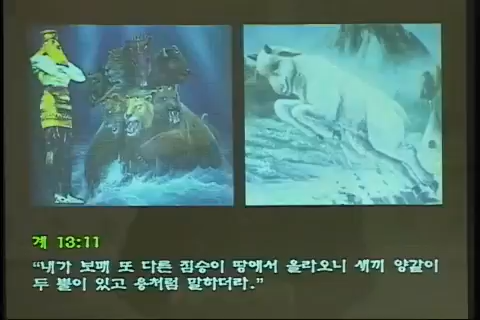 계 13:11
“내가 보매 또 다른 짐승이 땅에서 올라오니 새끼 양같이
두 뿔이 있고 용처럼 말하더라.”